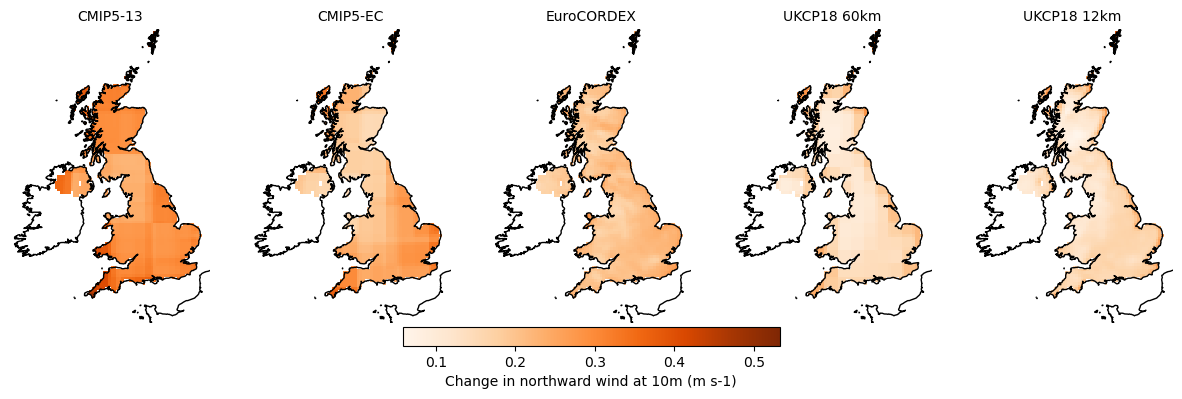 CMIP5-13 CMIP5-EC EuroCORDEX UKCP18 60km UKCP18 12km
0.1 0.2 0.3 0.4 0.5
Change in northward wind at 10m (m s-1)